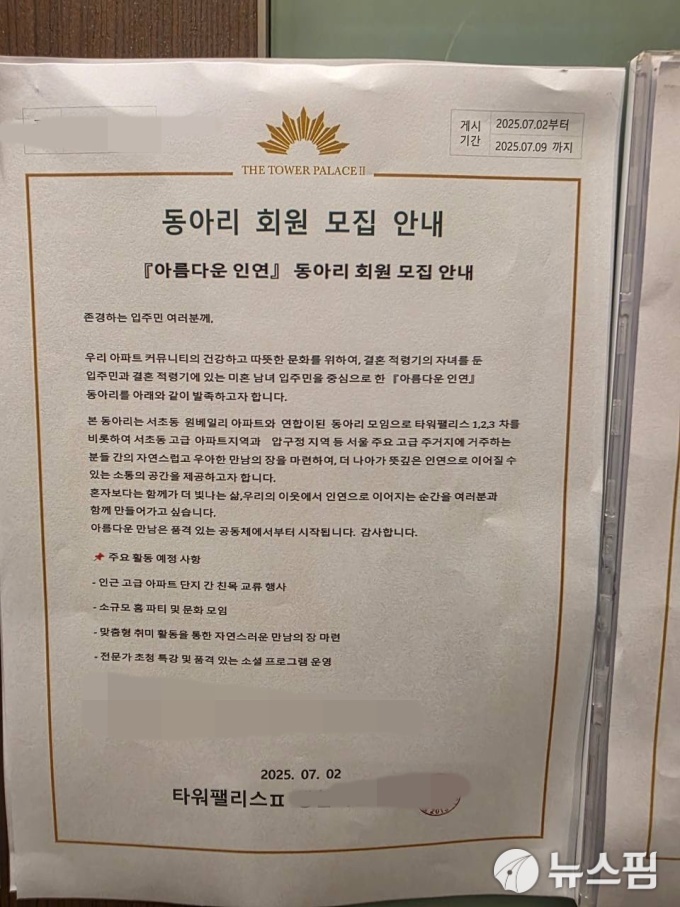 게시 기간
2025.07.02부터
2025.07.09 까지
THE TOWER PALACE II
동아리 회원 모집 안내
『아름다운 인연』 동아리 회원 모집 안내
존경하는 입주민 여러분께,
우리 아파트 커뮤니티의 건강하고 따뜻한 문화를 위하여, 결혼 적령기의 자녀를 둔
입주민과 결혼 적령기에 있는 미혼 남녀 입주민을 중심으로 한 『아름다운 인연』
동아리를 아래와 같이 발족하고자 합니다.
본 동아리는 서초동 원베일리 아파트와 연합이된 동아리 모임으로 타워팰리스 1,2,3 차를
비롯하여 서초동 고급 아파트지역과 압구정 지역 등 서울 주요 고급 주거지에 거주하는
분들 간의 자연스럽고 우아한 만남의 장을 마련하여, 더 나아가 뜻깊은 인연으로 이어질 수
있는 소통의 공간을 제공하고자 합니다.
혼자보다는 함께가 더 빛나는 삶,우리의 이웃에서 인연으로 이어지는 순간을 여러분과
함께 만들어가고 싶습니다.
아름다운 만남은 품격 있는 공동체에서부터 시작됩니다. 감사합니다.
📌 주요 활동 예정 사항
- 인근 고급 아파트 단지 간 친목 교류 행사
- 소규모 홈 파티 및 문화 모임
- 맞춤형 취미 활동을 통한 자연스러운 만남의 장 마련
- 전문가 초청 특강 및 품격 있는 소셜 프로그램 운영
2025. 07. 02
타워팰리스Ⅱ
뉴스핌